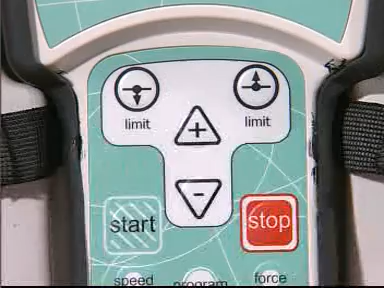 limit
limit
+
-
start
stop
speed
program
force